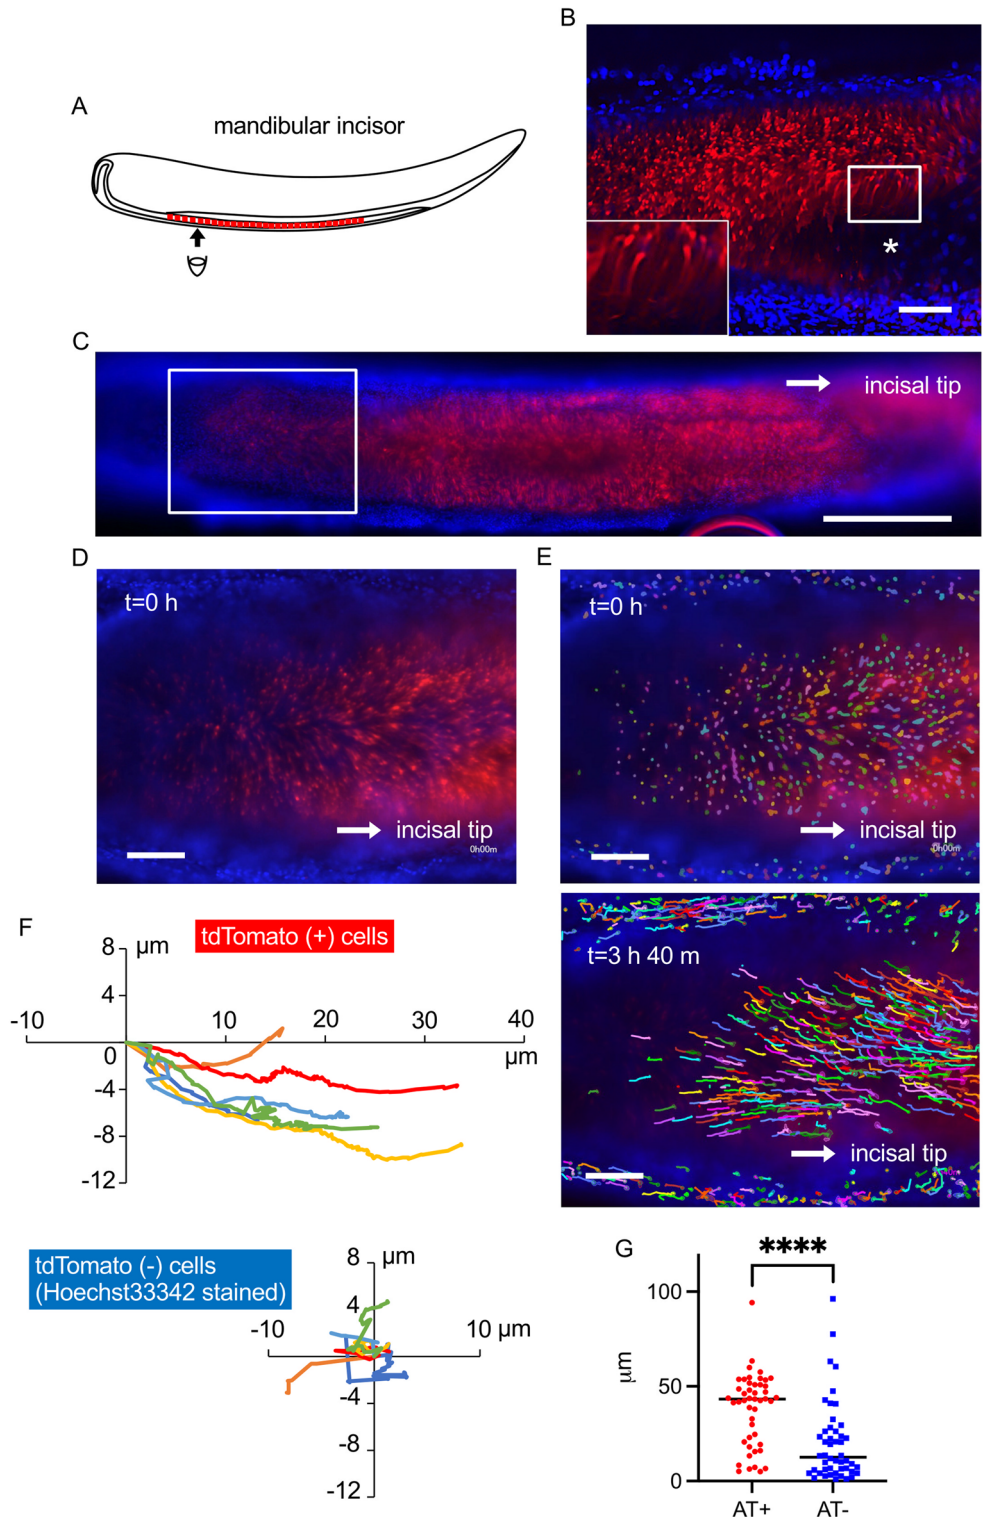 A
mandibular incisor
B
*
C
incisal tip
D
t=0 h
incisal tip
0h00m
E
t=0 h
incisal tip
0h00m
t=3 h 40 m
incisal tip
F
tdTomato (+) cells
8
µm
4
-10
10
20
30
40
0
µm
-4
-8
-12
tdTomato (-) cells
(Hoechst33342 stained)
8
µm
4
-10
10 µm
-4
-8
-12
G
****
100
µm
50
0
AT+
AT-